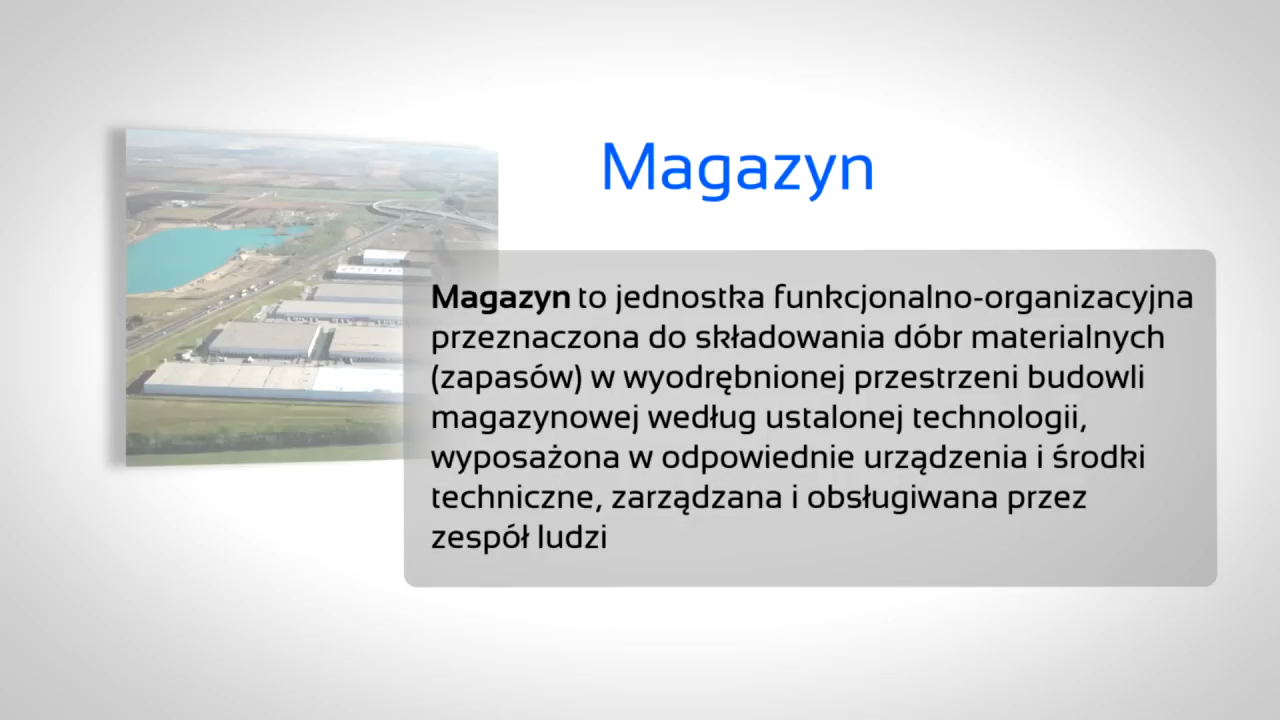 Magazyn
Magazyn to jednostka funkcjonalno-organizacyjna
przeznaczona do składowania dóbr materialnych
(zapasów) w wyodrębnionej przestrzeni budowli
magazynowej według ustalonej technologii,
wyposażona w odpowiednie urządzenia i środki
techniczne, zarządzana i obsługiwana przez
zespół ludzi